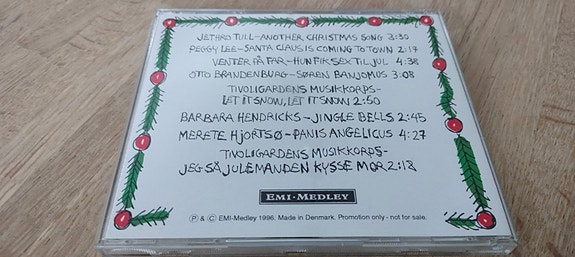 JETHRO TULL-ANOTHER CHRISTMAS SONG 3:30
PEGGY LEE-SANTA CLAUS IS COMING TO TOWN 2:17
VENTER PÅ FAR-HUN FIK SEX TIL JUL 4:38
OTTO BRANDENBURG-SØREN BANJOMUS 3:08
TIVOLIGARDENS MUSIKKORPS-
LET IT SNOW, LET IT SNOW 2:50
BARBARA HENDRICKS-JINGLE BELLS 2:45
MERETE HJORTSØ-PANIS ANGELICUS 4:27
TIVOLIGARDENS MUSIKKORPS-
JEG SÅ JULEMANDEN KYSSE MOR 2:18
EMI-MEDLEY
Ⓟ & © EMI-Medley 1996. Made in Denmark. Promotion only - not for sale.